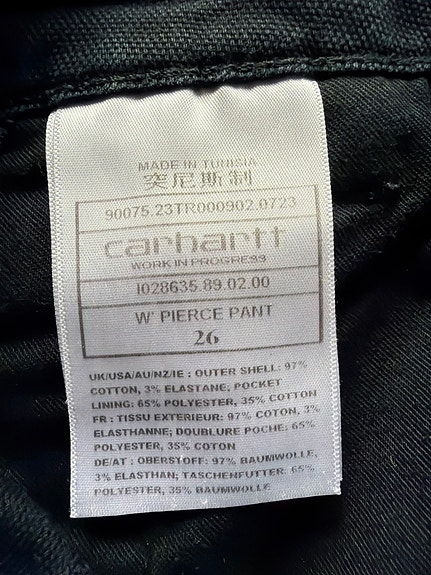 MADE IN TUNISIA
突尼斯制
90075.23TR000902.0723
carhartt
WORK IN PROGRESS
I028635.89.02.00
W' PIERCE PANT
26
UK/USA/AU/NZ/IE : OUTER SHELL: 97%
COTTON, 3% ELASTANE, POCKET
LINING: 65% POLYESTER, 35% COTTON
FR : TISSU EXTERIEUR: 97% COTON, 3%
ELASTHANNE; DOUBLURE POCHE: 65%
POLYESTER, 35% COTON
DE/AT : OBERSTOFF: 97% BAUMWOLLE,
3% ELASTHAN; TASCHENFUTTER: 65%
POLYESTER, 35% BAUMWOLLE